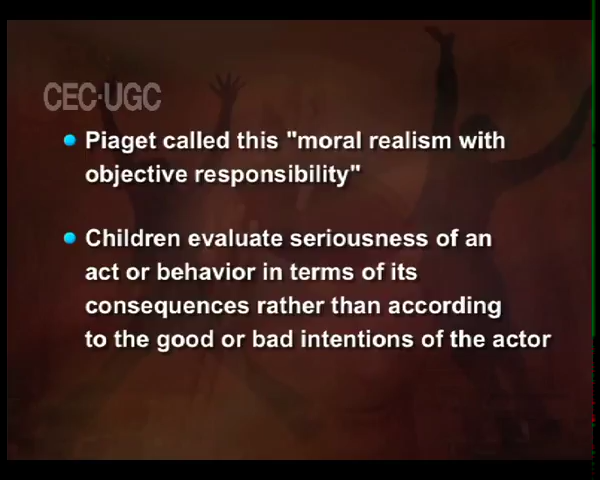 CEC-UGC
Piaget called this "moral realism with
objective responsibility"
Children evaluate seriousness of an
act or behavior in terms of its
consequences rather than according
to the good or bad intentions of the actor